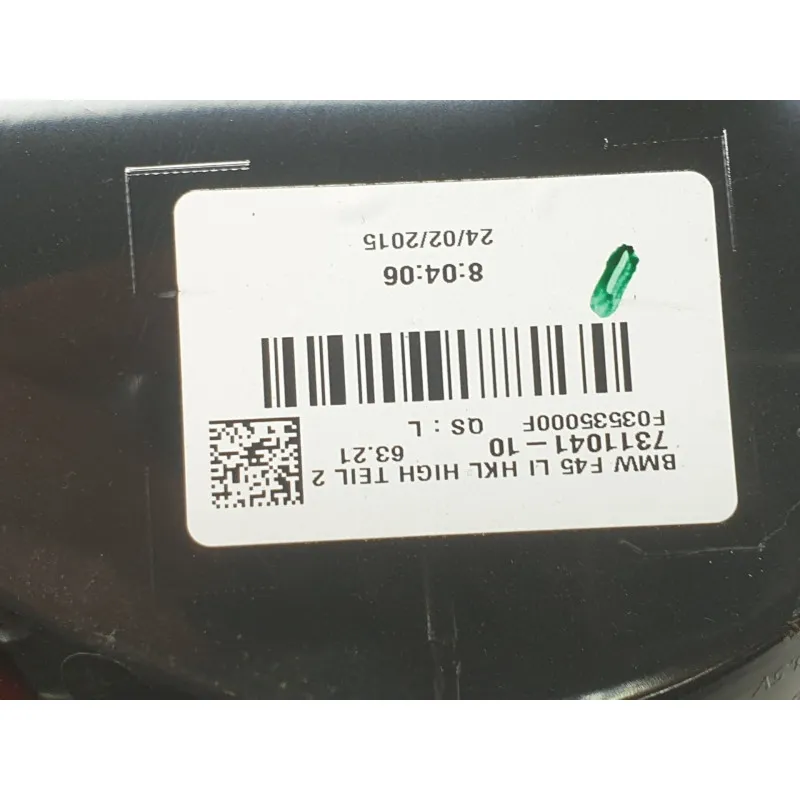 BMW F45 LI HKL HIGH TEIL 2
7311041-10 63.21
F03535000F QS : L
8:04:06
24/02/2015